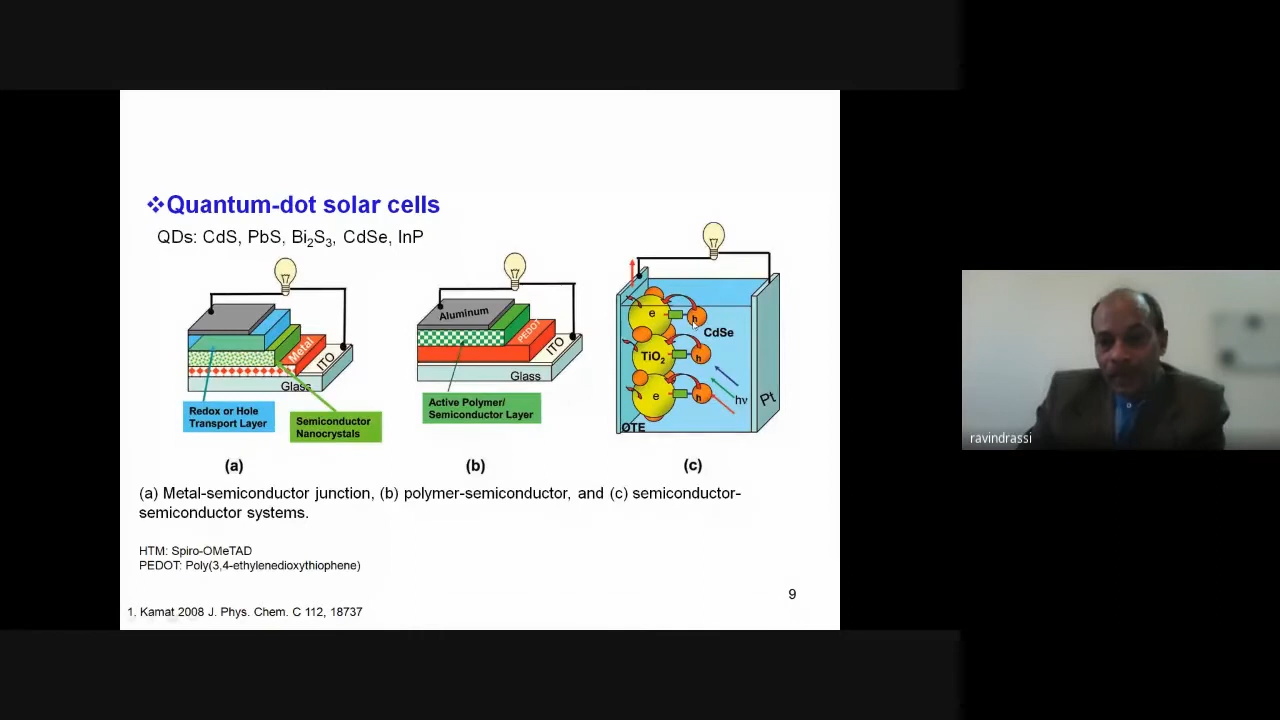 ❖Quantum-dot solar cells
QDs: CdS, PbS, Bi₂S₃, CdSe, InP
Metal
ITO
Glass
Redox or Hole
Transport Layer
Semiconductor
Nanocrystals
(a)
Aluminum
PEDOT
ITO
Glass
Active Polymer/
Semiconductor Layer
(b)
e
h
CdSe
TiO₂
h
e
h
hν
Pt
OTE
(c)
(a) Metal-semiconductor junction, (b) polymer-semiconductor, and (c) semiconductor-
semiconductor systems.
HTM: Spiro-OMeTAD
PEDOT: Poly(3,4-ethylenedioxythiophene)
9
1. Kamat 2008 J. Phys. Chem. C 112, 18737
ravindrassi